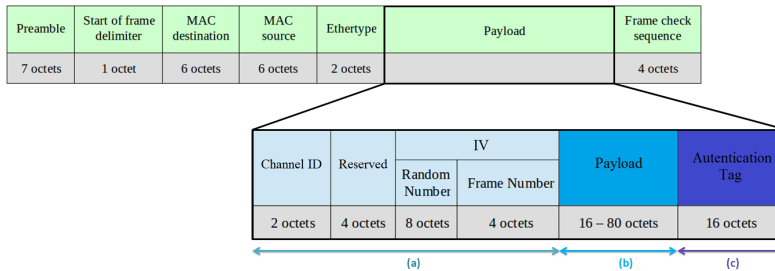 Preamble
Start of frame
delimiter
MAC
destination
MAC
source
Ethertype
Payload
Frame check
sequence
7 octets
1 octet
6 octets
6 octets
2 octets
4 octets
Channel ID
Reserved
IV
Random
Number
Frame Number
Payload
Autentication
Tag
2 octets
4 octets
8 octets
4 octets
16 – 80 octets
16 octets
(a)
(b)
(c)